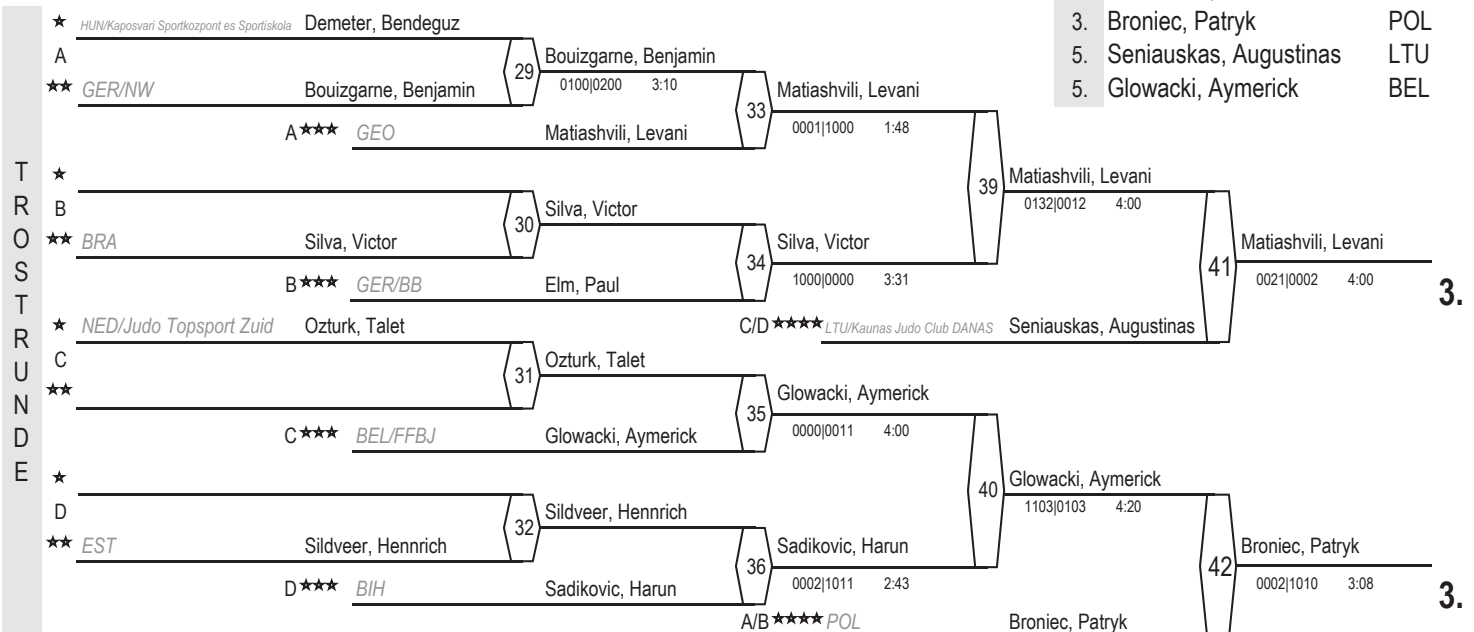 3. Broniec, Patryk POL
5. Seniauskas, Augustinas LTU
5. Glowacki, Aymerick BEL
TROSTRUNDE
★ HUN/Kaposvari Sportkozpont es Sportiskola Demeter, Bendeguz
A
★★ GER/NW Bouizgarne, Benjamin
29 Bouizgarne, Benjamin
0100|0200 3:10
A★★★ GEO Matiashvili, Levani
33 Matiashvili, Levani
0001|1000 1:48
★
B
★★ BRA Silva, Victor
30 Silva, Victor
B★★★ GER/BB Elm, Paul
34 Silva, Victor
1000|0000 3:31
39 Matiashvili, Levani
0132|0012 4:00
C/D★★★★ LTU/Kaunas Judo Club DANAS Seniauskas, Augustinas
41 Matiashvili, Levani
0021|0002 4:00
3.
★ NED/Judo Topsport Zuid Ozturk, Talet
C
★★
31 Ozturk, Talet
C★★★ BEL/FFBJ Glowacki, Aymerick
35 Glowacki, Aymerick
0000|0011 4:00
★
D
★★ EST Sildveer, Hennrich
32 Sildveer, Hennrich
D★★★ BIH Sadikovic, Harun
36 Sadikovic, Harun
0002|1011 2:43
40 Glowacki, Aymerick
1103|0103 4:20
A/B★★★★ POL Broniec, Patryk
42 Broniec, Patryk
0002|1010 3:08
3.